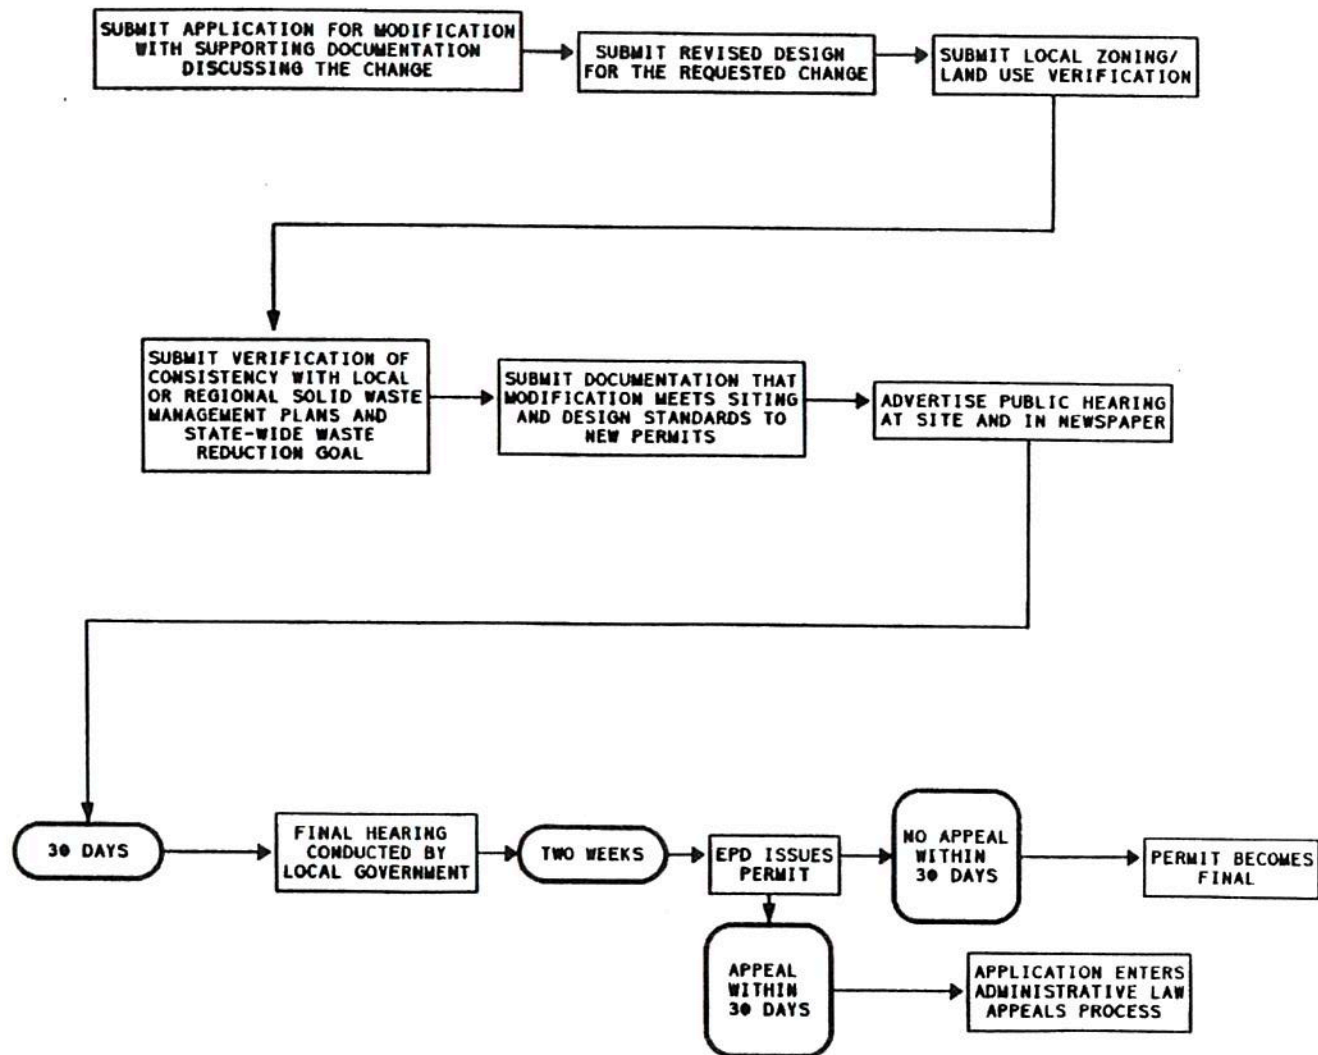 SUBMIT APPLICATION FOR MODIFICATION
WITH SUPPORTING DOCUMENTATION
DISCUSSING THE CHANGE
SUBMIT REVISED DESIGN
FOR THE REQUESTED CHANGE
SUBMIT LOCAL ZONING/
LAND USE VERIFICATION
SUBMIT VERIFICATION OF
CONSISTENCY WITH LOCAL
OR REGIONAL SOLID WASTE
MANAGEMENT PLANS AND
STATE-WIDE WASTE
REDUCTION GOAL
SUBMIT DOCUMENTATION THAT
MODIFICATION MEETS SITING
AND DESIGN STANDARDS TO
NEW PERMITS
ADVERTISE PUBLIC HEARING
AT SITE AND IN NEWSPAPER
30 DAYS
FINAL HEARING
CONDUCTED BY
LOCAL GOVERNMENT
TWO WEEKS
EPD ISSUES
PERMIT
NO APPEAL
WITHIN
30 DAYS
PERMIT BECOMES
FINAL
APPEAL
WITHIN
30 DAYS
APPLICATION ENTERS
ADMINISTRATIVE LAW
APPEALS PROCESS